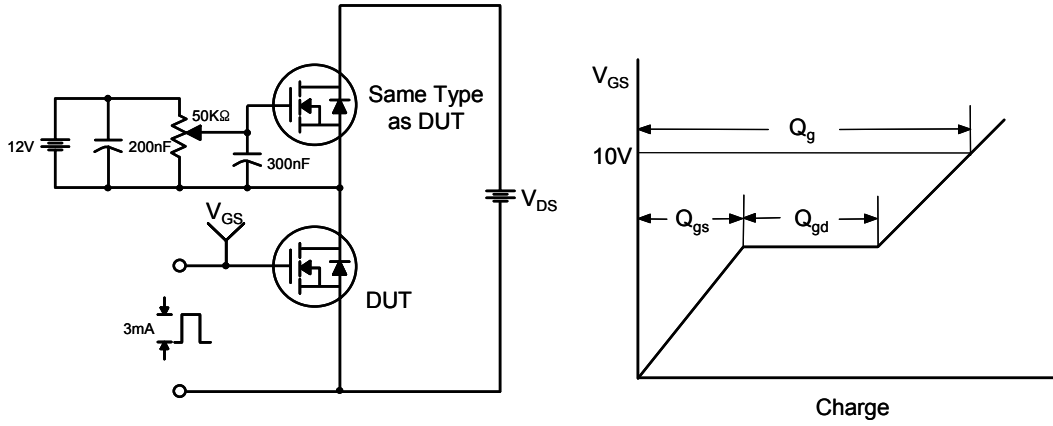 Same Type
as DUT
50KΩ
12V
200nF
300nF
V_GS
V_DS
DUT
3mA
V_GS
Q_g
10V
Q_gs
Q_gd
Charge